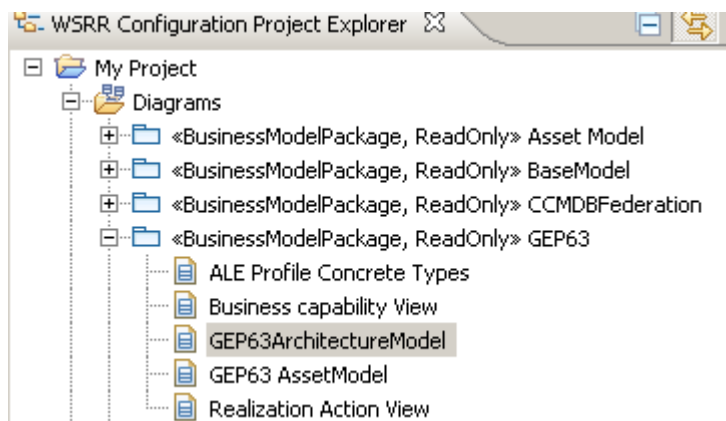 WSRR Configuration Project Explorer
My Project
Diagrams
«BusinessModelPackage, ReadOnly» Asset Model
«BusinessModelPackage, ReadOnly» BaseModel
«BusinessModelPackage, ReadOnly» CCMDBFederation
«BusinessModelPackage, ReadOnly» GEP63
ALE Profile Concrete Types
Business capability View
GEP63ArchitectureModel
GEP63 AssetModel
Realization Action View